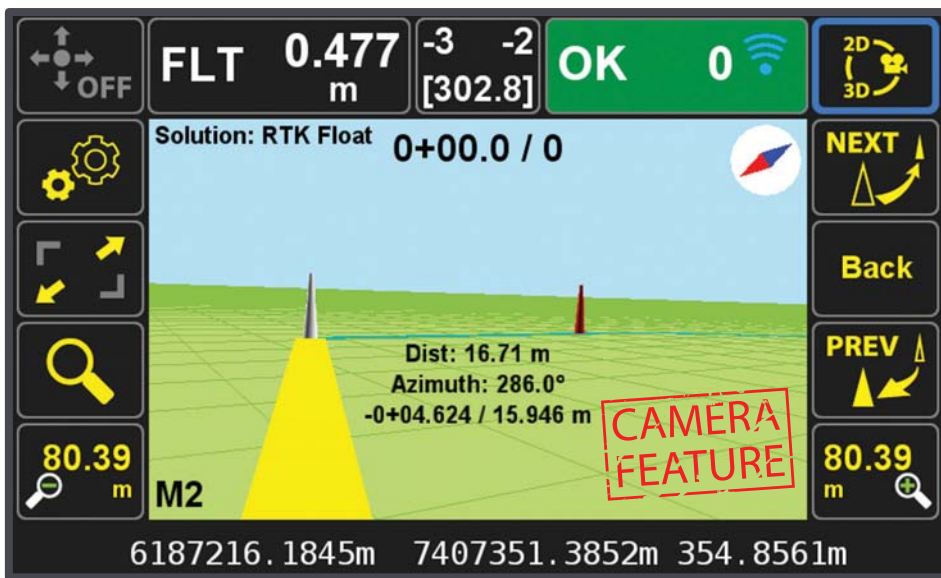 OFF
FLT 0.477 m
-3 -2
[302.8]
OK 0
2D
3D
Solution: RTK Float
0+00.0 / 0
NEXT
Back
PREV
Dist: 16.71 m
Azimuth: 286.0°
-0+04.624 / 15.946 m
CAMERA
FEATURE
80.39
m
M2
80.39
m
6187216.1845m 7407351.3852m 354.8561m